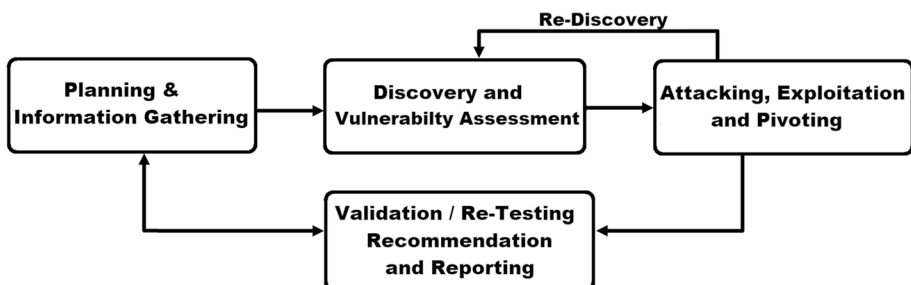 Re-Discovery
Planning &
Information Gathering
Discovery and
Vulnerabilty Assessment
Attacking, Exploitation
and Pivoting
Validation / Re-Testing
Recommendation
and Reporting